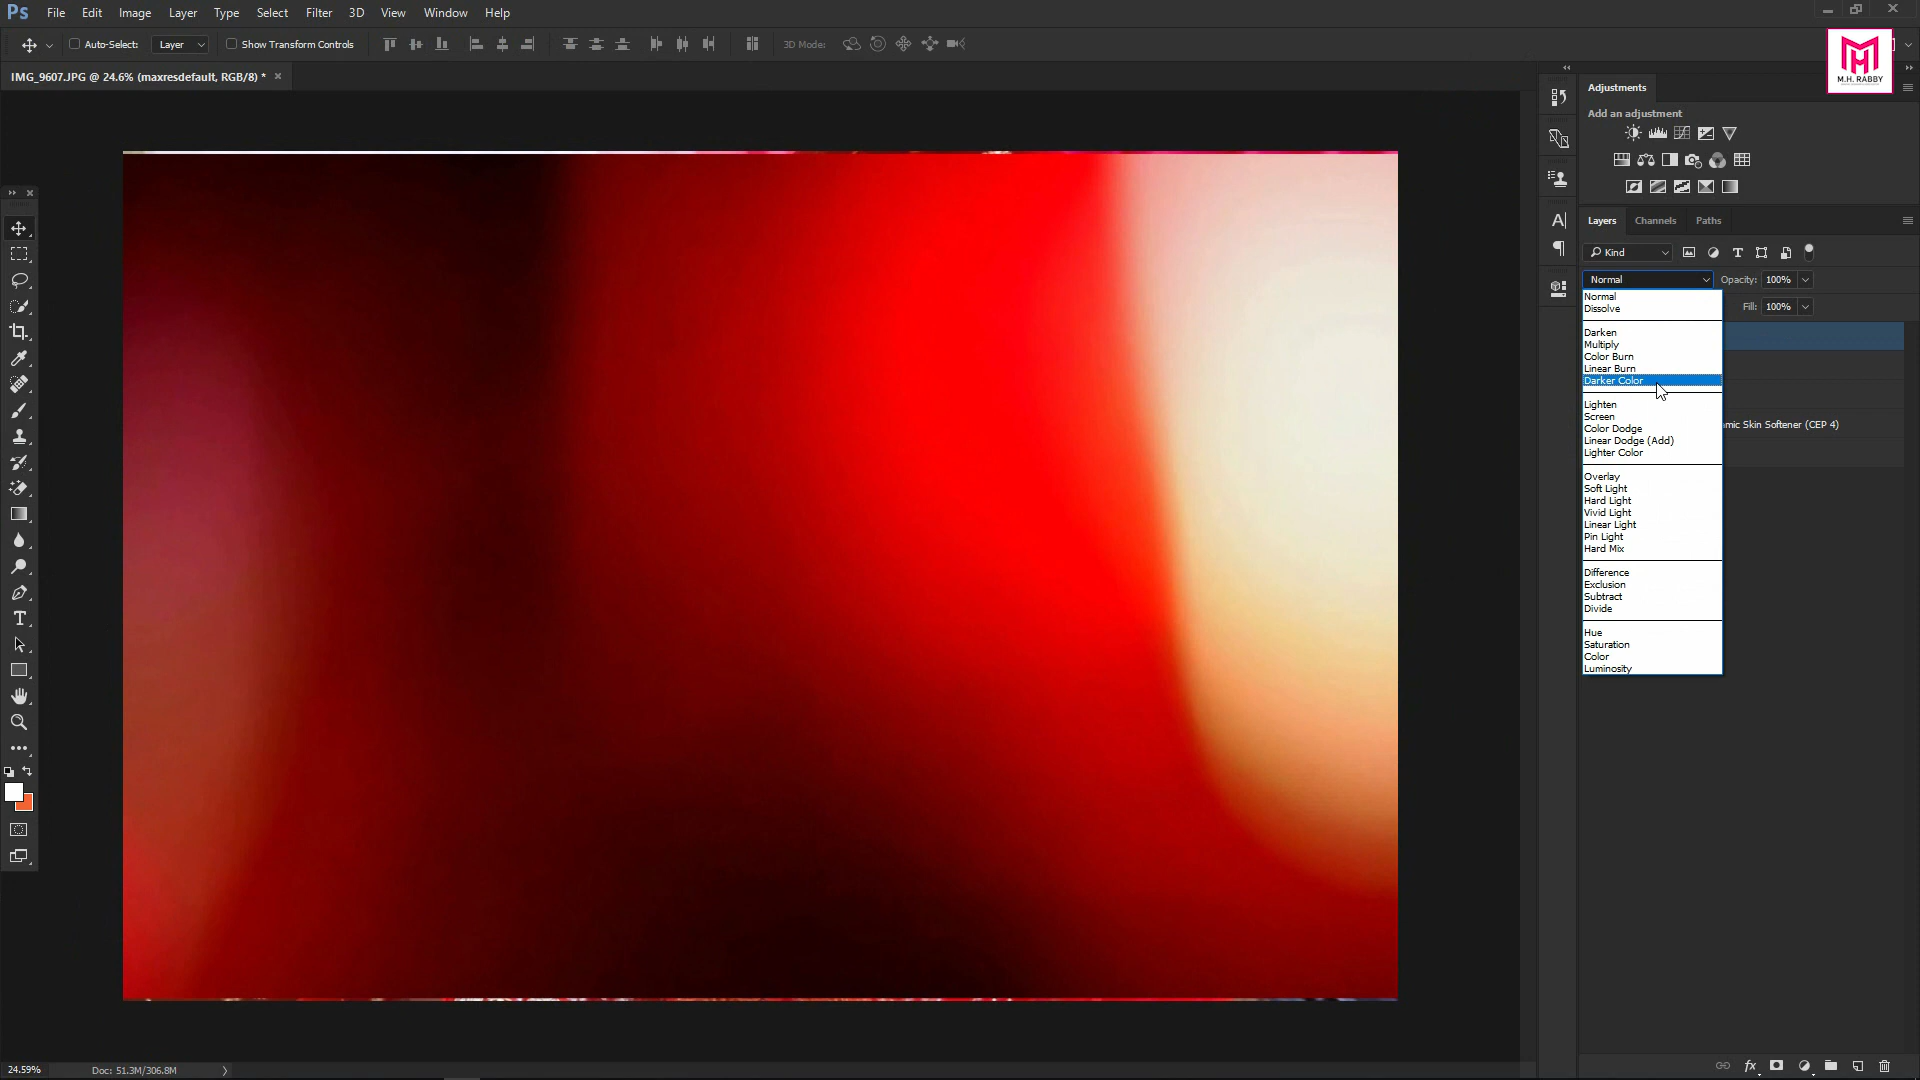 Ps File Edit Image Layer Type Select Filter 3D View Window Help
Auto-Select: Layer Show Transform Controls 3D Mode:
M.H. RABBY
IMG_9607.JPG @ 24.6% (maxresdefault, RGB/8) *
Adjustments
Add an adjustment
Layers Channels Paths
Kind
Normal Opacity: 100%
Fill: 100%
Normal
Dissolve
Darken
Multiply
Color Burn
Linear Burn
Darker Color
Lighten
Screen
Color Dodge
Linear Dodge (Add)
Lighter Color
Overlay
Soft Light
Hard Light
Vivid Light
Linear Light
Pin Light
Hard Mix
Difference
Exclusion
Subtract
Divide
Hue
Saturation
Color
Luminosity
Skin Softener (CEP 4)
24.59% Doc: 51.3M/306.8M